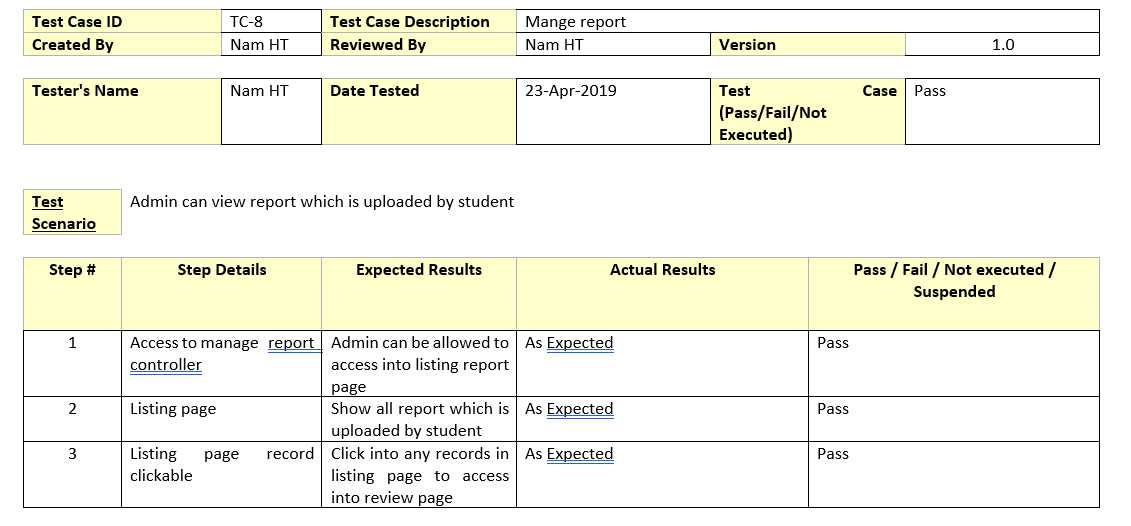 Test Case ID TC-8 Test Case Description Mange report
Created By Nam HT Reviewed By Nam HT Version 1.0
Tester's Name Nam HT Date Tested 23-Apr-2019 Test Case Pass
(Pass/Fail/Not
Executed)
Test Admin can view report which is uploaded by student
Scenario
Step # Step Details Expected Results Actual Results Pass / Fail / Not executed /
Suspended
1 Access to manage report Admin can be allowed to As Expected Pass
controller access into listing report
page
2 Listing page Show all report which is As Expected Pass
uploaded by student
3 Listing page record Click into any records in As Expected Pass
clickable listing page to access
into review page